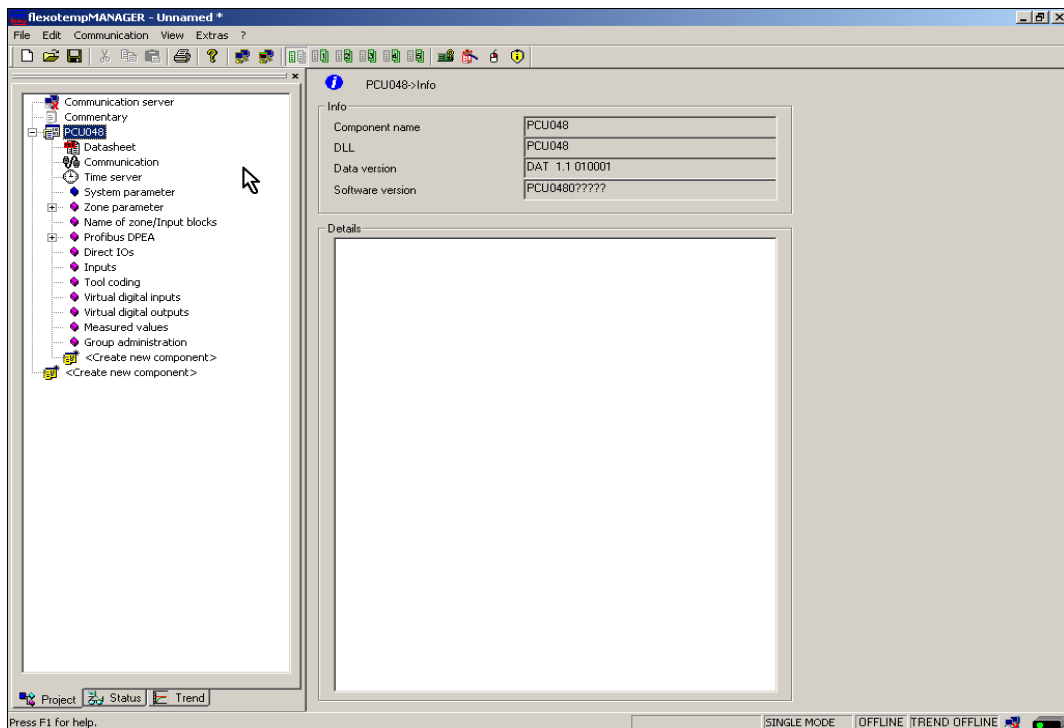 flexotempMANAGER - Unnamed *
File Edit Communication View Extras ?
PCU048->Info
Communication server
Commentary
PCU048
Datasheet
Communication
Time server
System parameter
Zone parameter
Name of zone/Input blocks
Profibus DPEA
Direct IOs
Inputs
Tool coding
Virtual digital inputs
Virtual digital outputs
Measured values
Group administration
<Create new component>
<Create new component>
Info
Component name PCU048
DLL PCU048
Data version DAT 1.1 010001
Software version PCU0480?????
Details
Project Status Trend
Press F1 for help.
SINGLE MODE OFFLINE TREND OFFLINE